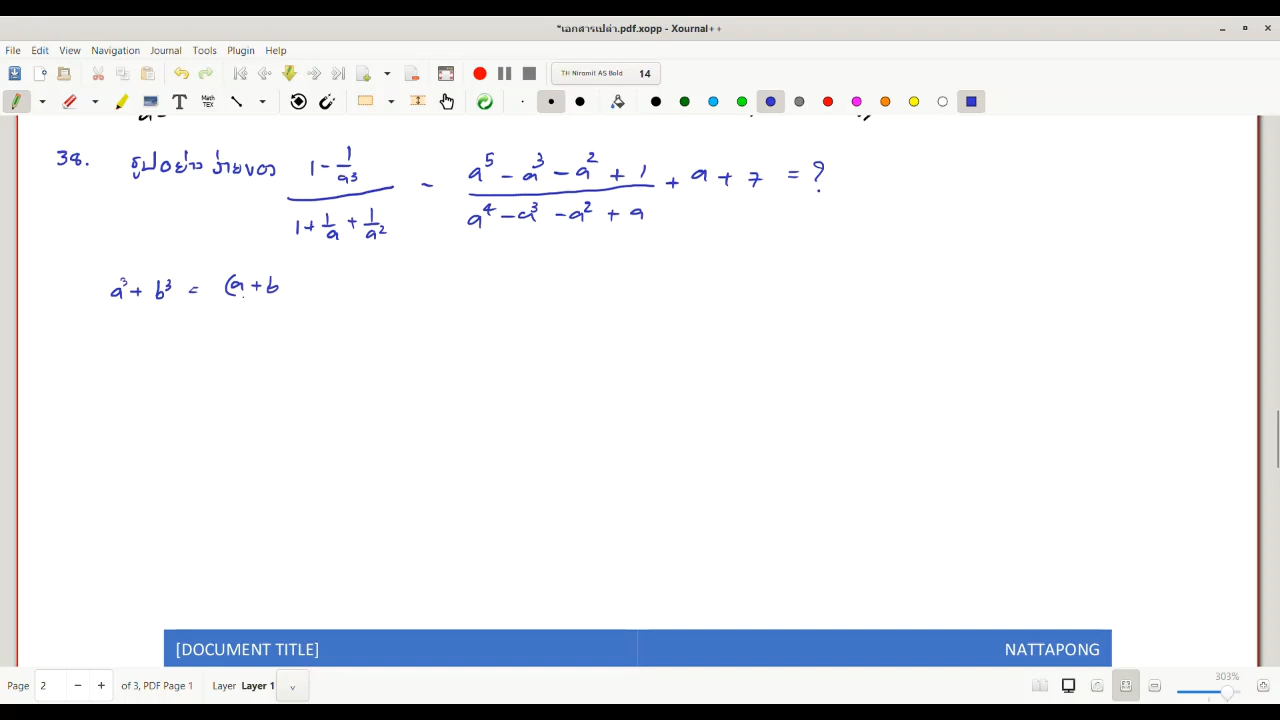 *เอกสารเปล่า.pdf.xopp - Xournal++
File Edit View Navigation Journal Tools Plugin Help
TH Niramit AS Bold 14
Math TEX
38. รูปอย่างง่ายของ (1 - 1/a³)/(1 + 1/a + 1/a²) - (a⁵ - a³ - a² + 1)/(a⁴ - a³ - a² + a) + a + 7 = ?
a³ + b³ = (a + b
[DOCUMENT TITLE] NATTAPONG
Page 2 - + of 3, PDF Page 1 Layer Layer 1 303%